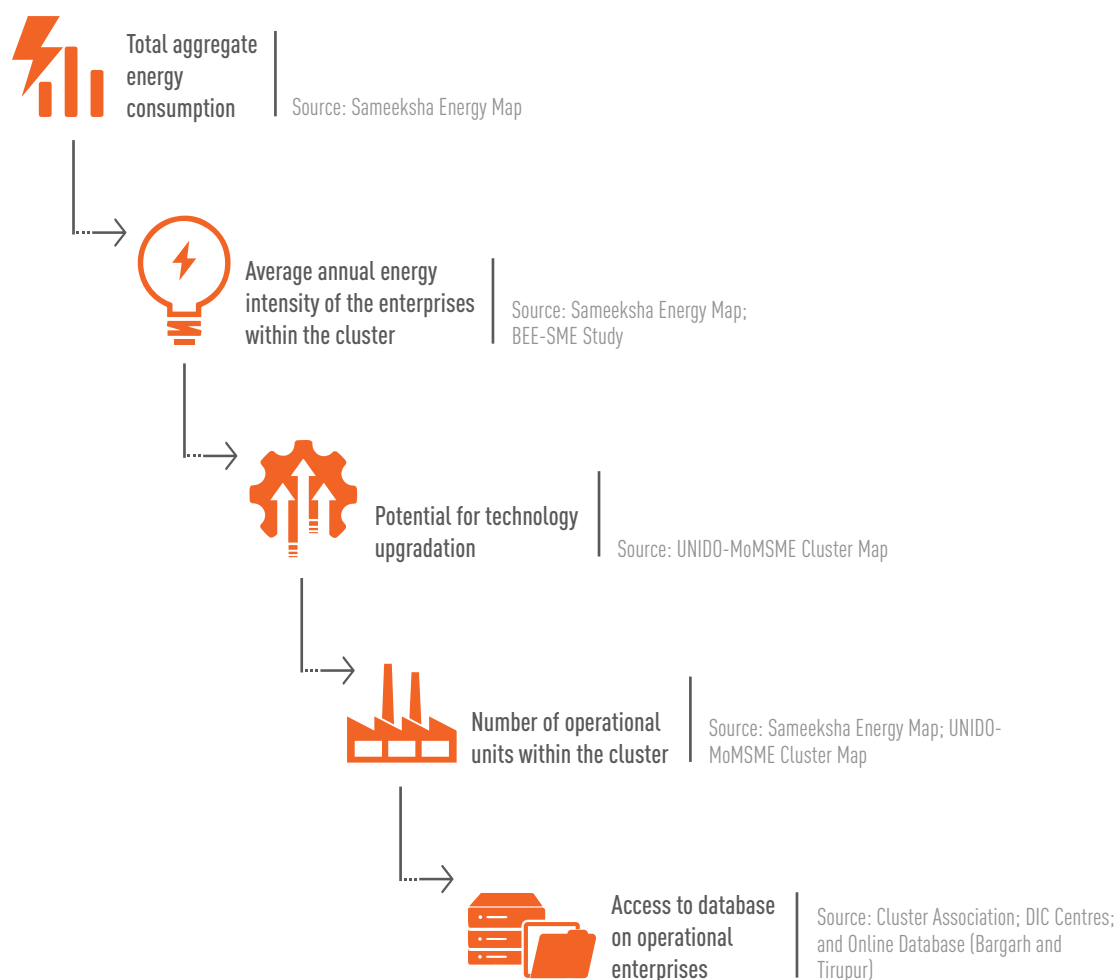 Total aggregate
energy
consumption
Source: Sameeksha Energy Map
Average annual energy
intensity of the enterprises
within the cluster
Source: Sameeksha Energy Map;
BEE-SME Study
Potential for technology
upgradation
Source: UNIDO-MoMSME Cluster Map
Number of operational
units within the cluster
Source: Sameeksha Energy Map; UNIDO-
MoMSME Cluster Map
Access to database
on operational
enterprises
Source: Cluster Association; DIC Centres;
and Online Database (Bargarh and
Tirupur)